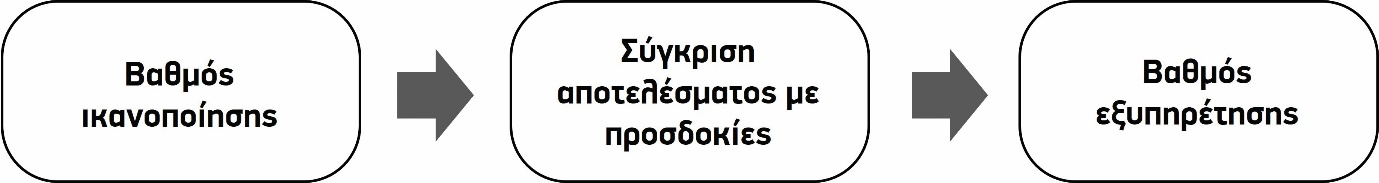 Βαθμός
ικανοποίησης
Σύγκριση
αποτελέσματος με
προσδοκίες
Βαθμός
εξυπηρέτησης